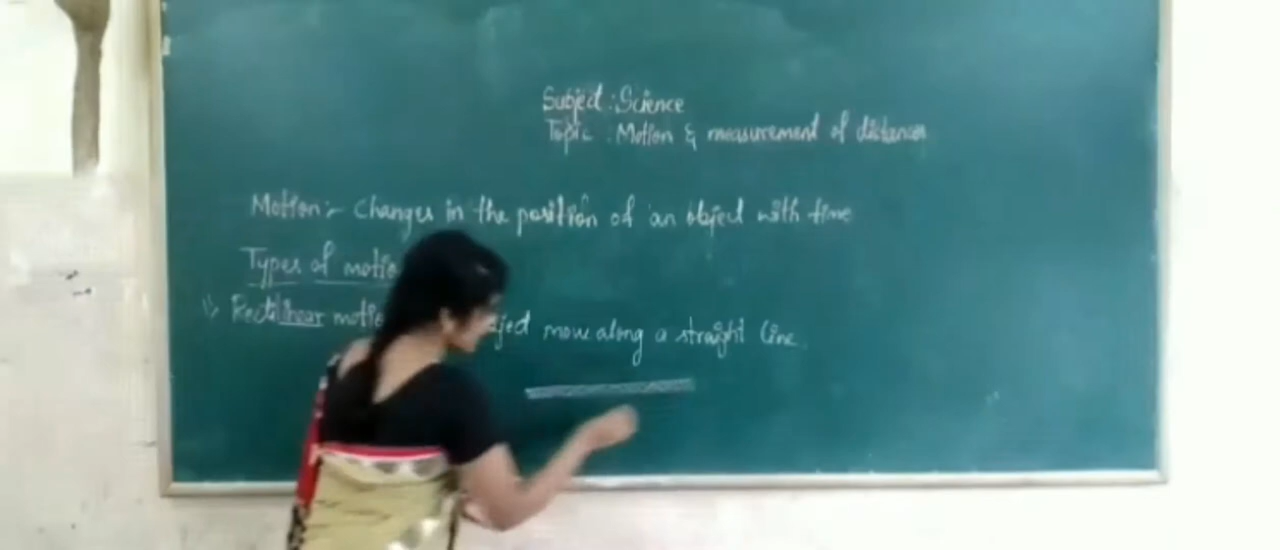 Subject : Science
Topic : Motion & measurement of distances
Motion :- Changes in the position of an object with time
Types of motio
1) Rectilinear motio ject move along a straight line.